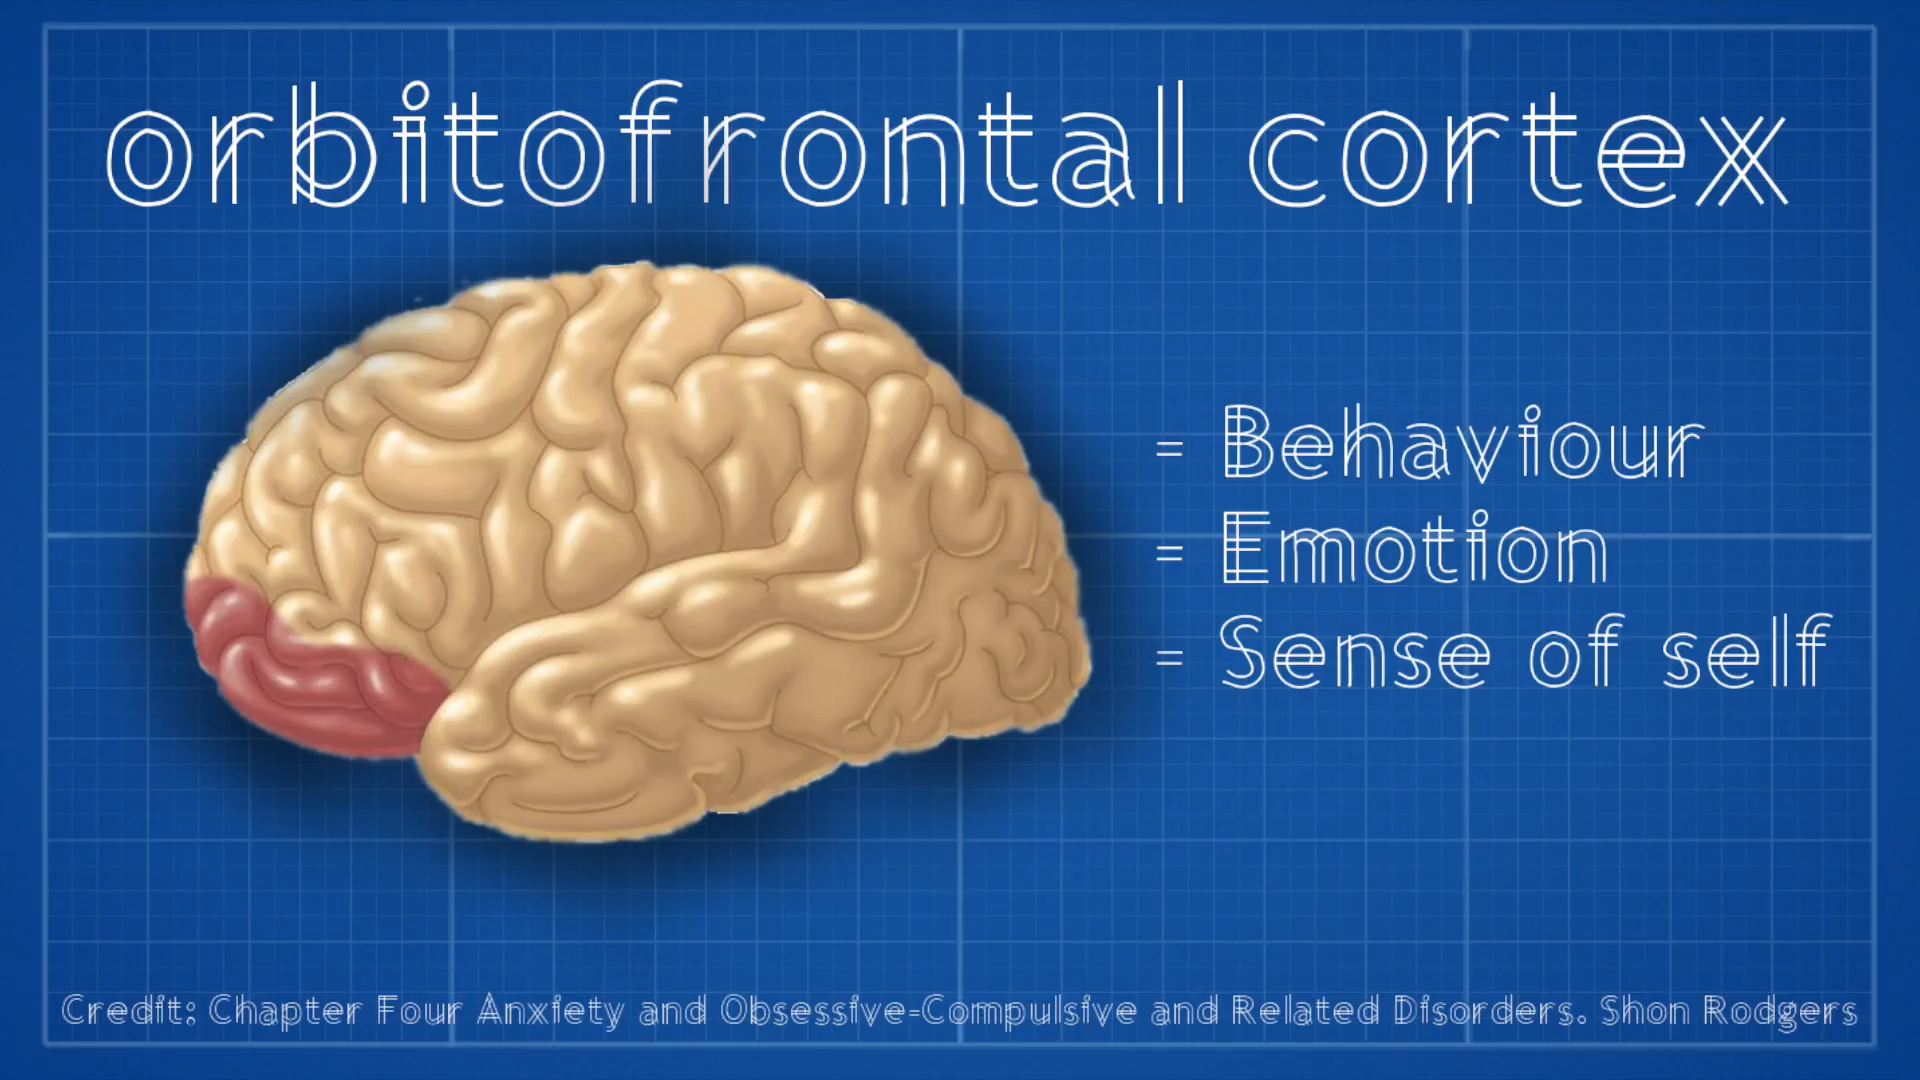 orbitofrontal cortex
= Behaviour
= Emotion
= Sense of self
Credit: Chapter Four Anxiety and Obsessive-Compulsive and Related Disorders. Shon Rodgers